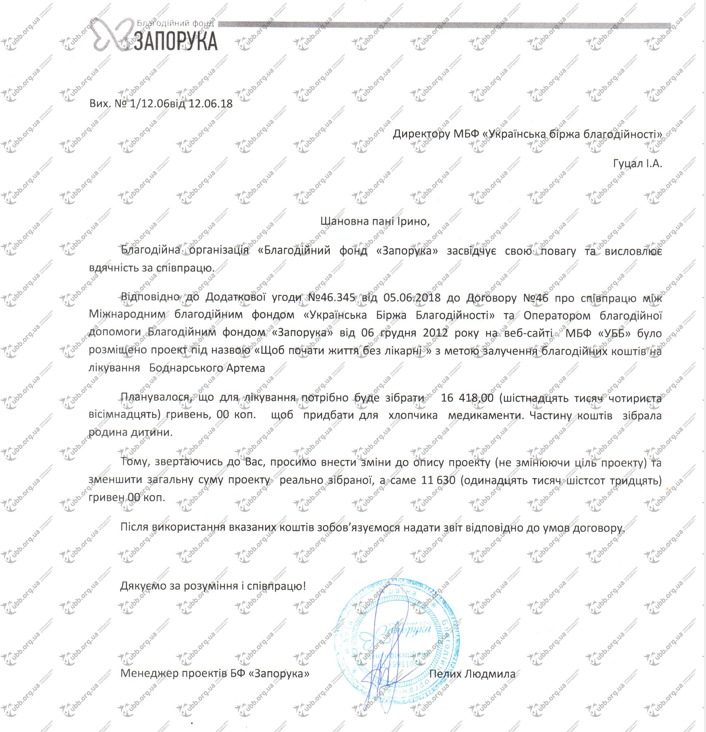 Благодійний фонд
ЗАПОРУКА
Вих. № 1/12.06від 12.06.18
Директору МБФ «Українська біржа благодійності»
Гуцал І.А.
Шановна пані Ірино,
Благодійна організація «Благодійний фонд «Запорука» засвідчує свою повагу та висловлює
вдячність за співпрацю.
Відповідно до Додаткової угоди №46.345 від 05.06.2018 до Договору №46 про співпрацю між
Міжнародним благодійним фондом «Українська Біржа Благодійності» та Оператором благодійної
допомоги Благодійним фондом «Запорука» від 06 грудня 2012 року на веб-сайті МБФ «УББ» було
розміщено проект під назвою «Щоб почати життя без лікарні » з метою залучення благодійних коштів на
лікування Боднарського Артема
Планувалося, що для лікування потрібно буде зібрати 16 418,00 (шістнадцять тисяч чотириста
вісімнадцять) гривень, 00 коп. щоб придбати для хлопчика медикаменти. Частину коштів зібрала
родина дитини.
Тому, звертаючись до Вас, просимо внести зміни до опису проекту (не змінюючи ціль проекту) та
зменшити загальну суму проекту реально зібраної, а саме 11 630 (одинадцять тисяч шістсот тридцять)
гривен 00 коп.
Після використання вказаних коштів зобов’язуємося надати звіт відповідно до умов договору.
Дякуємо за розуміння і співпрацю!
Менеджер проектів БФ «Запорука» Пелих Людмила
ubb.org.ua